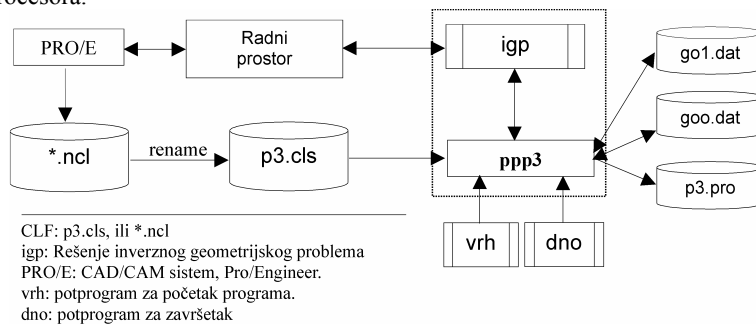 PRO/E
Radni
prostor
igp
go1.dat
goo.dat
*.ncl
rename
p3.cls
ppp3
p3.pro
vrh
dno
CLF: p3.cls, ili *.ncl
igp: Rešenje inverznog geometrijskog problema
PRO/E: CAD/CAM sistem, Pro/Engineer.
vrh: potprogram za početak programa.
dno: potprogram za završetak